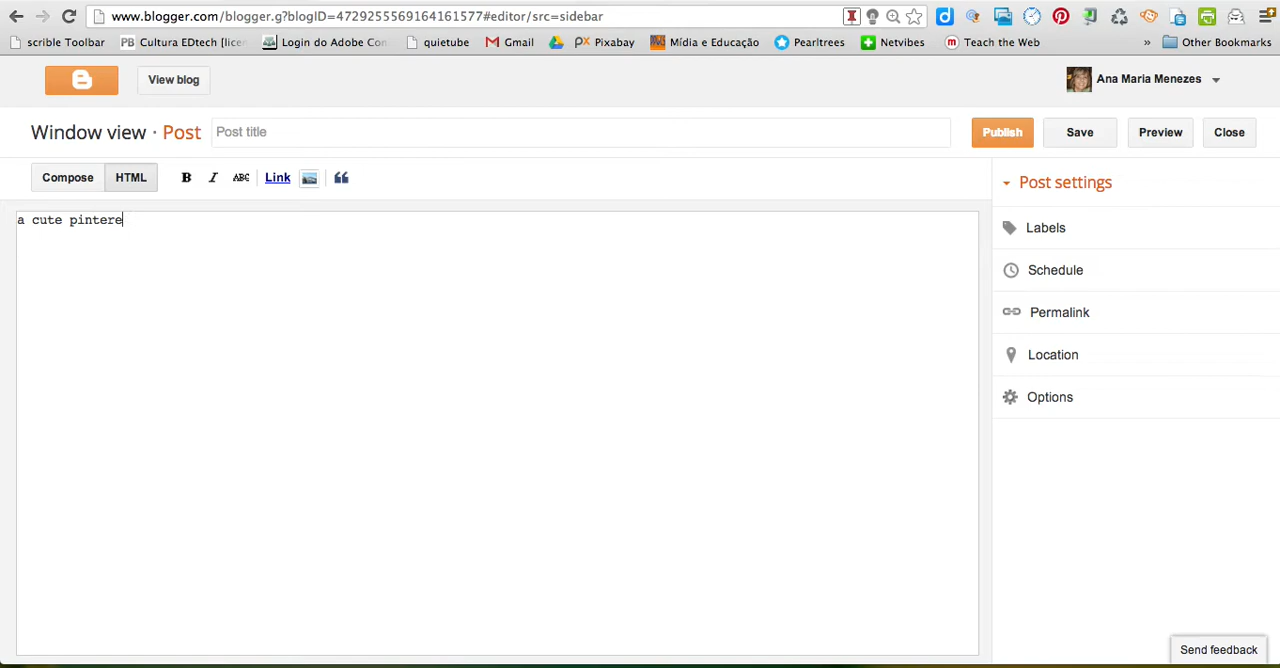 www.blogger.com/blogger.g?blogID=4729255569164161577#editor/src=sidebar
scrible Toolbar PB Cultura EDtech [lice Login do Adobe Con quietube Gmail Pixabay Mídia e Educação Pearltrees Netvibes Teach the Web » Other Bookmarks
View blog Ana Maria Menezes
Window view · Post Post title Publish Save Preview Close
Compose HTML B I ABC Link
Post settings
a cute pintere
Labels
Schedule
Permalink
Location
Options
Send feedback